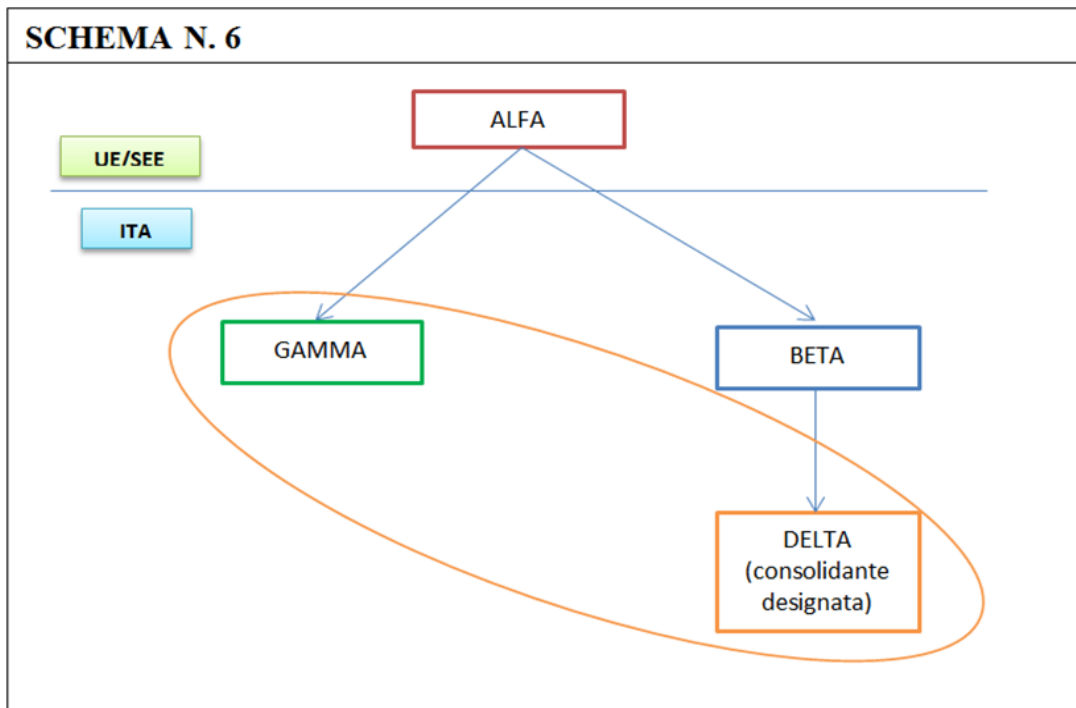 SCHEMA N. 6
ALFA
UE/SEE
ITA
GAMMA
BETA
DELTA
(consolidante
designata)